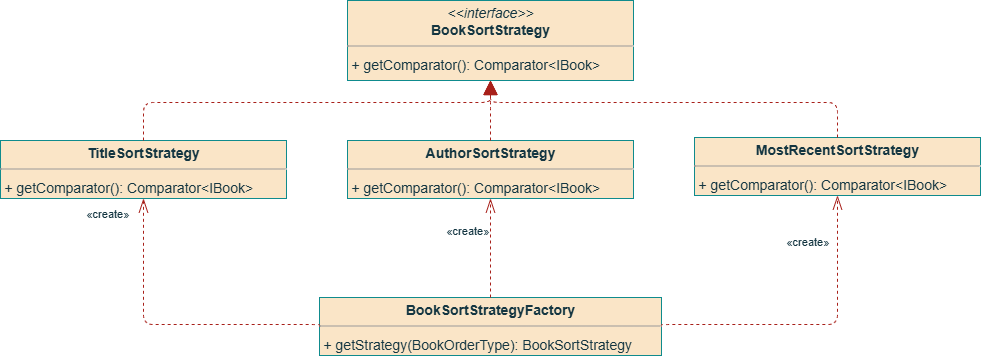 <<interface>>
BookSortStrategy
+ getComparator(): Comparator<IBook>
TitleSortStrategy
+ getComparator(): Comparator<IBook>
AuthorSortStrategy
+ getComparator(): Comparator<IBook>
MostRecentSortStrategy
+ getComparator(): Comparator<IBook>
«create»
«create»
«create»
BookSortStrategyFactory
+ getStrategy(BookOrderType): BookSortStrategy